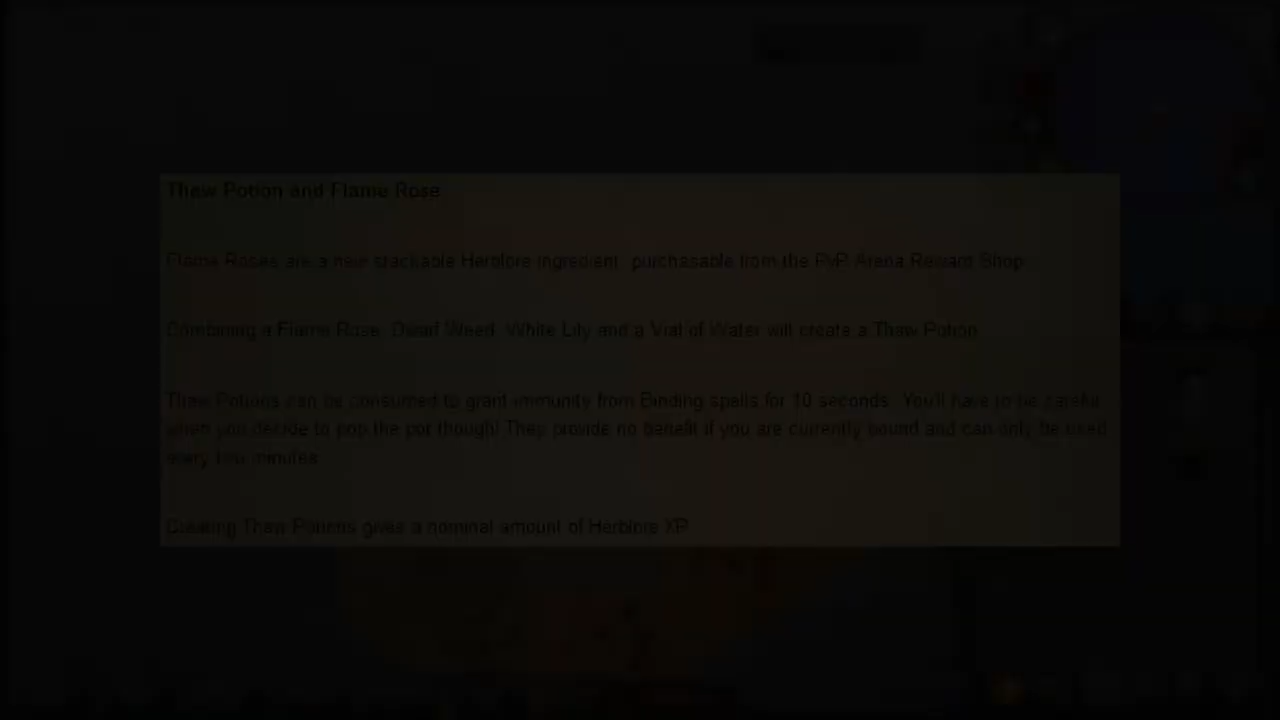 Thaw Potion and Flame Rose
Flame Roses are a new stackable Herblore ingredient, purchasable from the PvP Arena Reward Shop.
Combining a Flame Rose, Dwarf Weed, White Lily and a Vial of Water will create a Thaw Potion.
Thaw Potions can be consumed to grant immunity from Binding spells for 10 seconds. You'll have to be careful
when you decide to pop the pot though! They provide no benefit if you are currently bound and can only be used
every two minutes.
Creating Thaw Potions gives a nominal amount of Herblore XP.